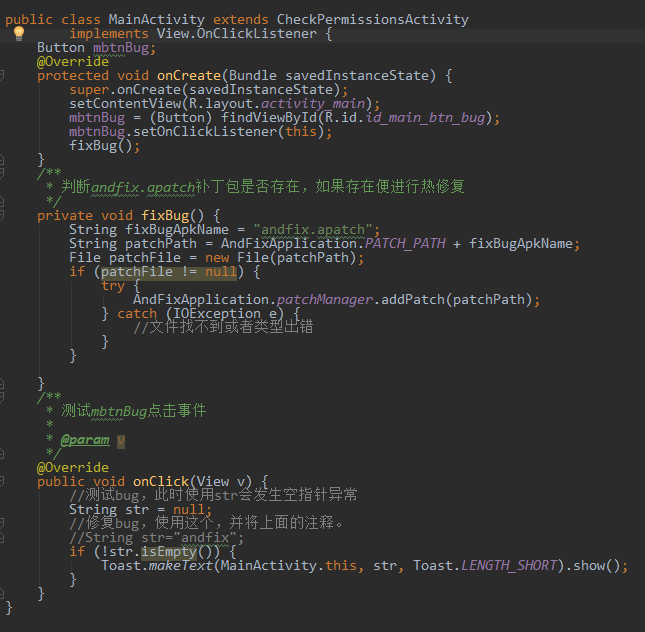 public class MainActivity extends CheckPermissionsActivity
implements View.OnClickListener {
Button mbtnBug;
@Override
protected void onCreate(Bundle savedInstanceState) {
super.onCreate(savedInstanceState);
setContentView(R.layout.activity_main);
mbtnBug = (Button) findViewById(R.id.id_main_btn_bug);
mbtnBug.setOnClickListener(this);
fixBug();
}
/**
* 判断andfix.apatch补丁包是否存在，如果存在便进行热修复
*/
private void fixBug() {
String fixBugApkName = "andfix.apatch";
String patchPath = AndFixApplication.PATCH_PATH + fixBugApkName;
File patchFile = new File(patchPath);
if (patchFile != null) {
try {
AndFixApplication.patchManager.addPatch(patchPath);
} catch (IOException e) {
//文件找不到或者类型出错
}
}
}
/**
* 测试mbtnBug点击事件
*
* @param v
*/
@Override
public void onClick(View v) {
//测试bug，此时使用str会发生空指针异常
String str = null;
//修复bug，使用这个，并将上面的注释。
//String str="andfix";
if (!str.isEmpty()) {
Toast.makeText(MainActivity.this, str, Toast.LENGTH_SHORT).show();
}
}
}